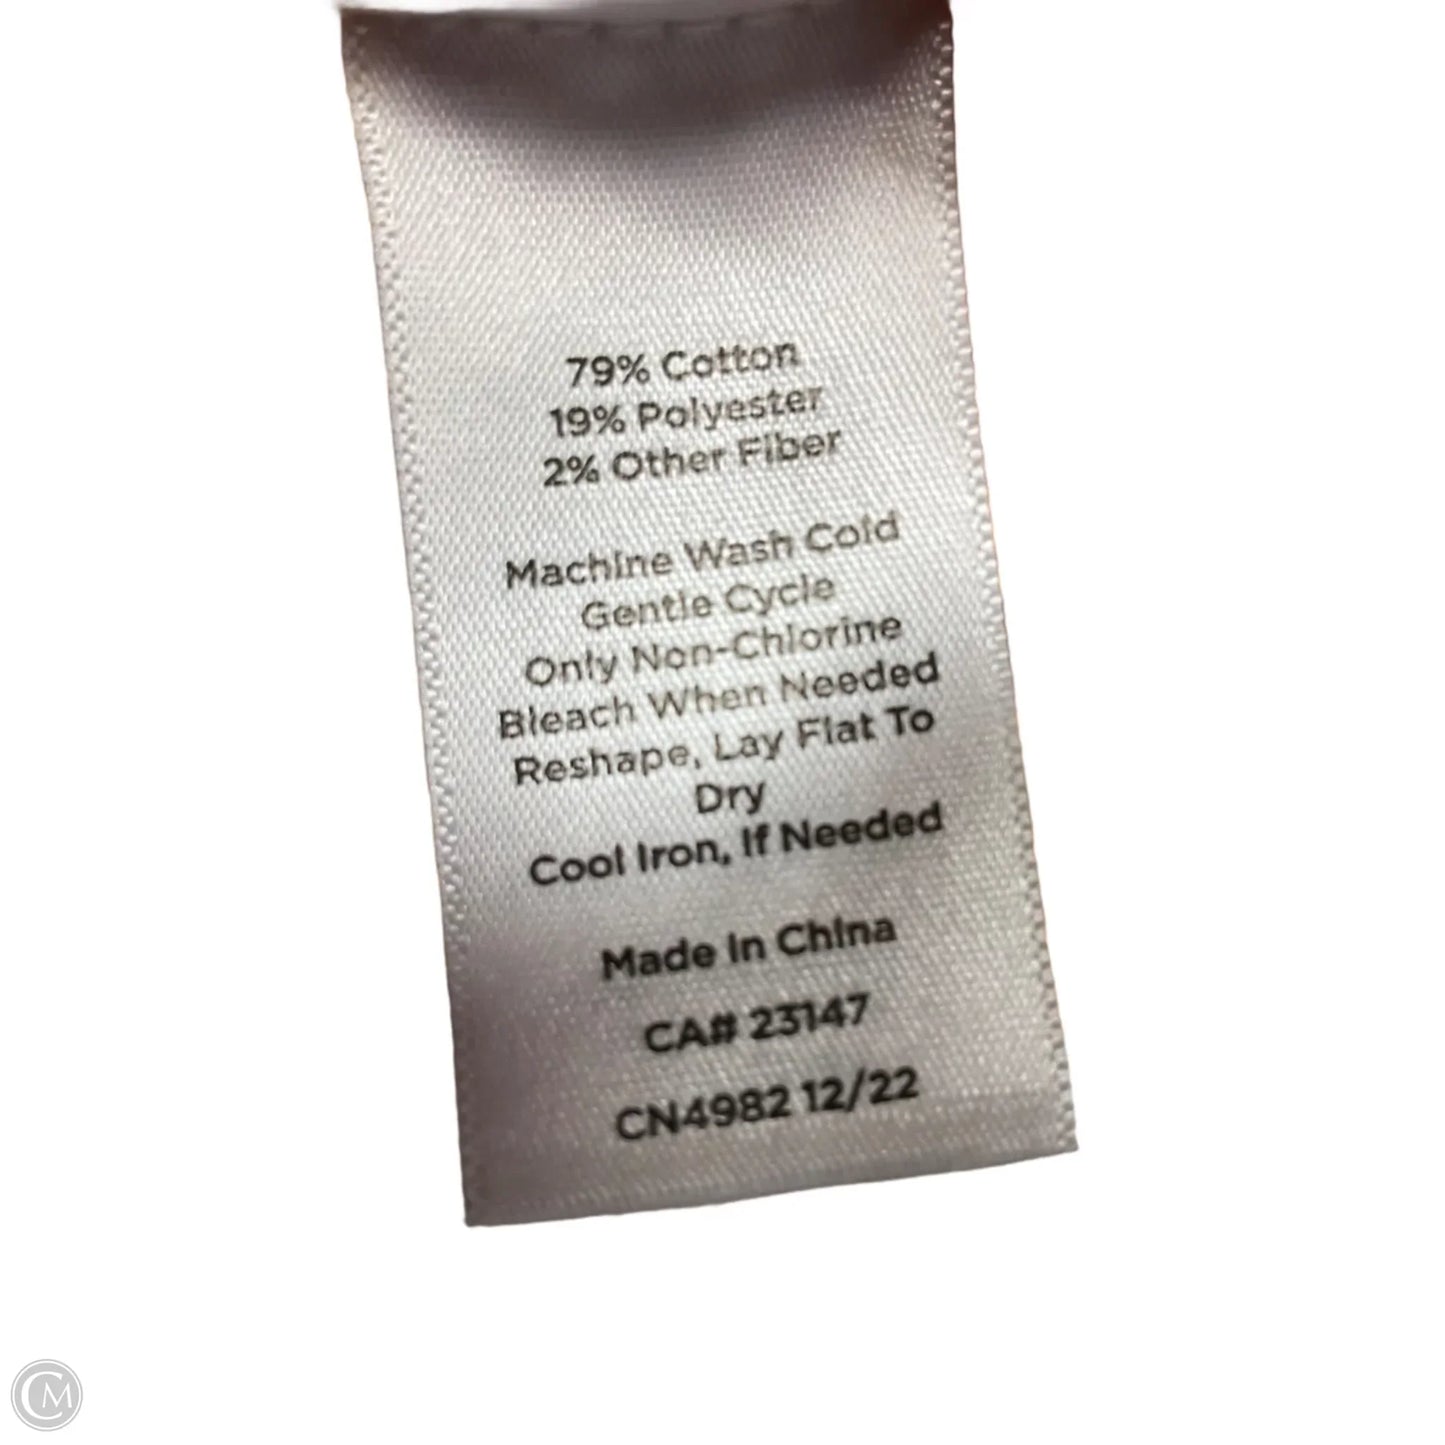 79% Cotton
19% Polyester
2% Other Fiber
Machine Wash Cold
Gentle Cycle
Only Non-Chlorine
Bleach When Needed
Reshape, Lay Flat To
Dry
Cool Iron, If Needed
Made In China
CA# 23147
CN4982 12/22
CM